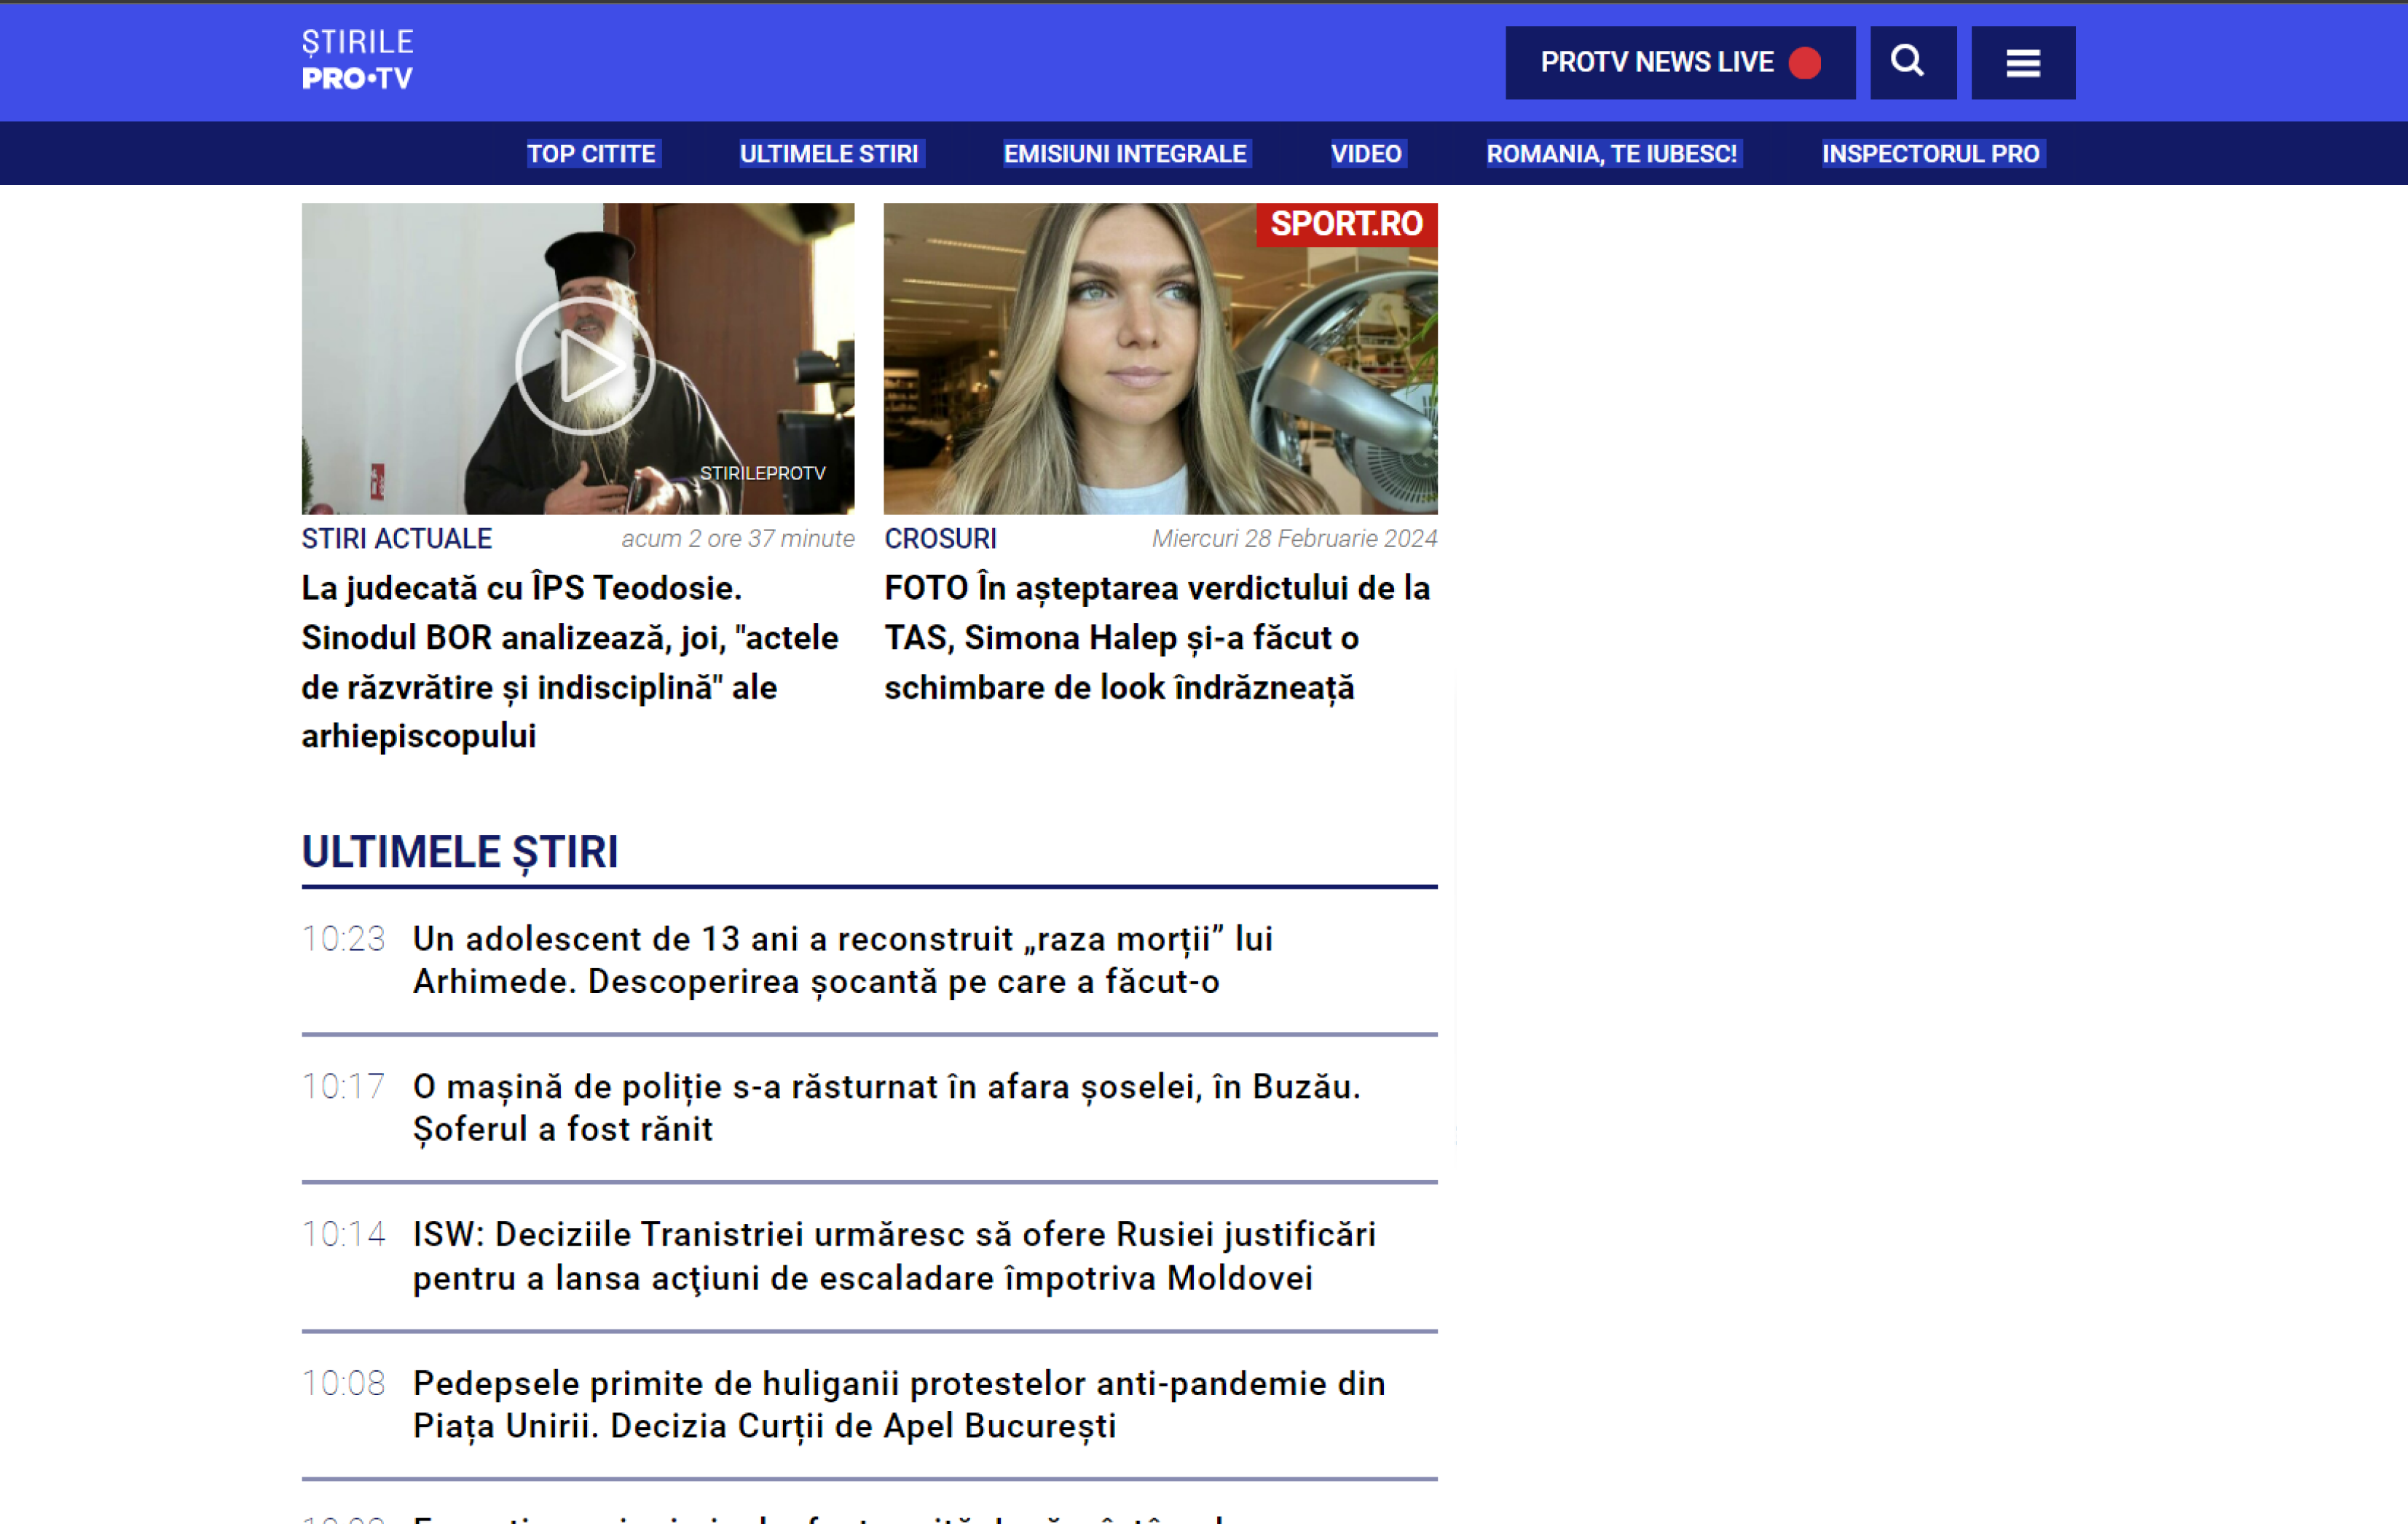 ȘTIRILE
PRO•TV
PROTV NEWS LIVE
TOP CITITE ULTIMELE STIRI EMISIUNI INTEGRALE VIDEO ROMANIA, TE IUBESC! INSPECTORUL PRO
STIRILEPROTV
STIRI ACTUALE acum 2 ore 37 minute
La judecată cu ÎPS Teodosie.
Sinodul BOR analizează, joi, "actele
de răzvrătire și indisciplină" ale
arhiepiscopului
SPORT.RO
CROSURI Miercuri 28 Februarie 2024
FOTO În așteptarea verdictului de la
TAS, Simona Halep și-a făcut o
schimbare de look îndrăzneață
ULTIMELE ȘTIRI
10:23 Un adolescent de 13 ani a reconstruit „raza morții” lui
Arhimede. Descoperirea șocantă pe care a făcut-o
10:17 O mașină de poliție s-a răsturnat în afara șoselei, în Buzău.
Șoferul a fost rănit
10:14 ISW: Deciziile Tranistriei urmăresc să ofere Rusiei justificări
pentru a lansa acţiuni de escaladare împotriva Moldovei
10:08 Pedepsele primite de huliganii protestelor anti-pandemie din
Piața Unirii. Decizia Curții de Apel București